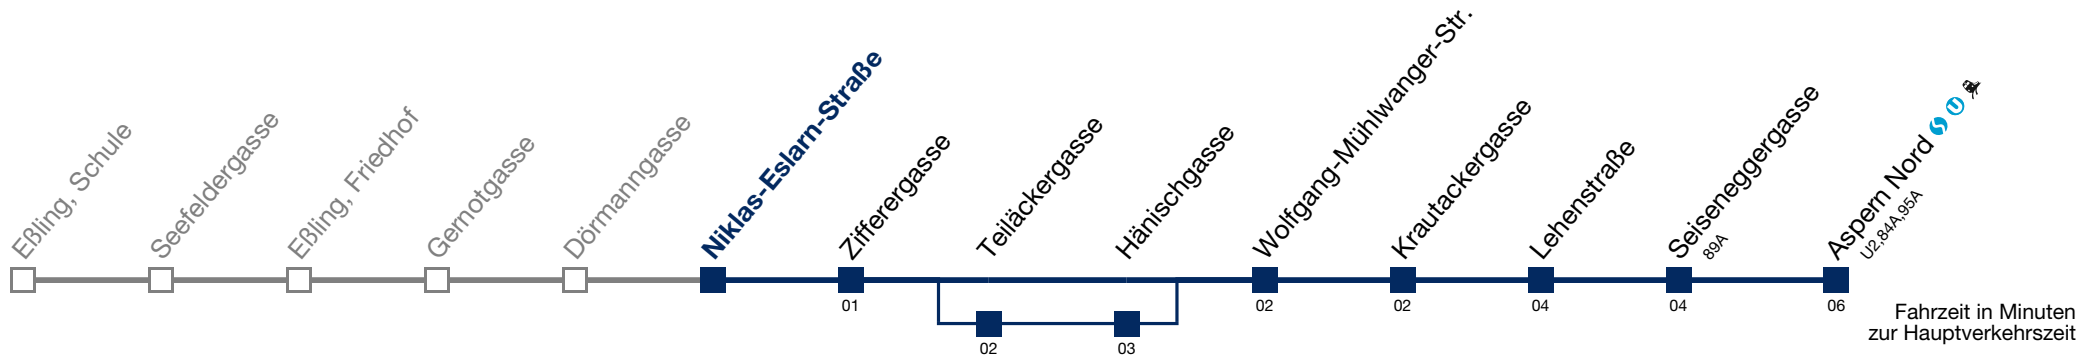 Eßling, Schule
Seefeldergasse
Eßling, Friedhof
Gernotgasse
Dörmanngasse
Niklas-Eslarn-Straße
Zifferergasse
01
Teiläckergasse
02
Hänischgasse
03
Wolfgang-Mühlwanger-Str.
02
Krautackergasse
02
Lehenstraße
04
Seiseneggergasse
89A
04
Aspern Nord S U
U2,84A,95A
06
Fahrzeit in Minuten
zur Hauptverkehrszeit